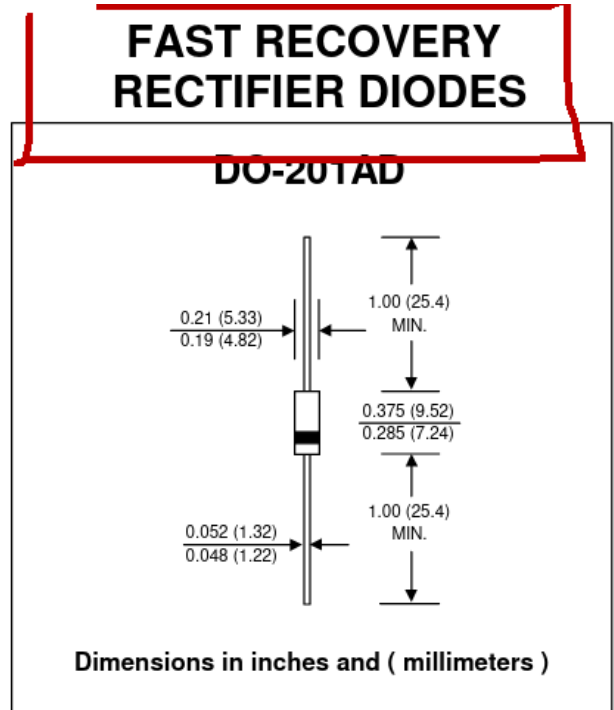 FAST RECOVERY
RECTIFIER DIODES
DO-201AD
1.00 (25.4)
MIN.
0.21 (5.33)
0.19 (4.82)
0.375 (9.52)
0.285 (7.24)
1.00 (25.4)
MIN.
0.052 (1.32)
0.048 (1.22)
Dimensions in inches and ( millimeters )